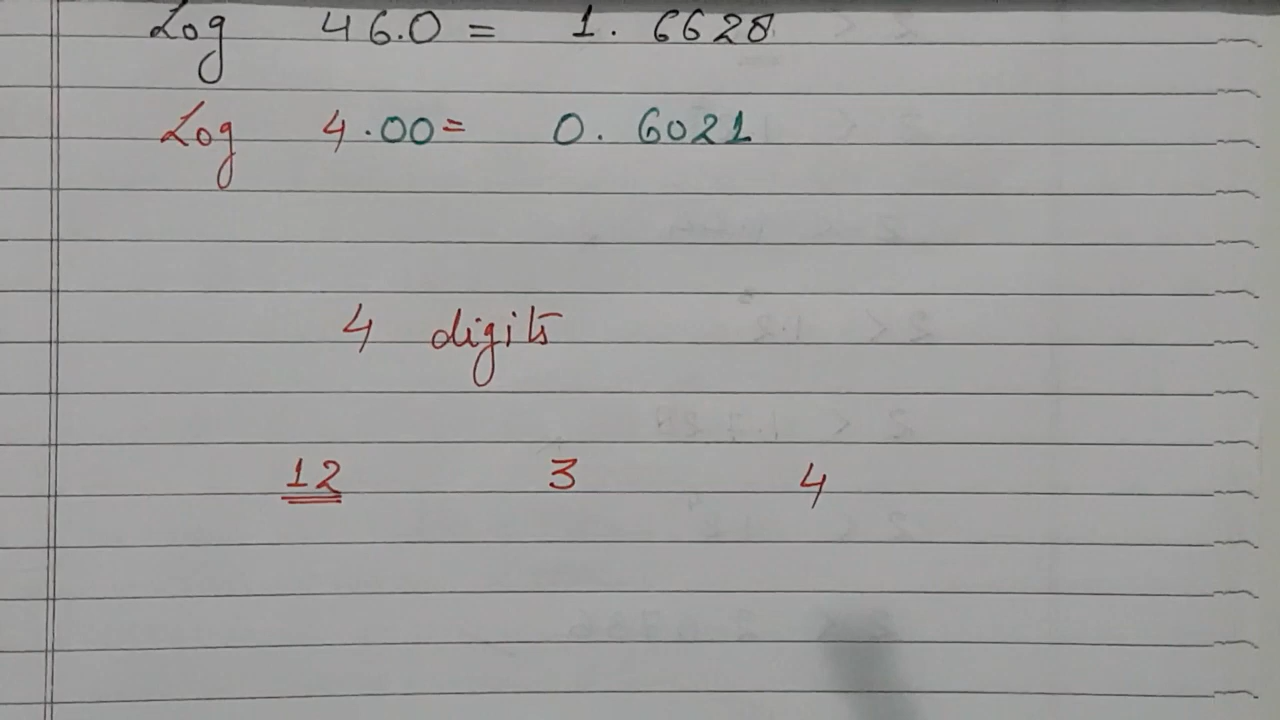 Log 46.0 = 1. 6628
Log 4.00 = 0. 6021
4 digits
12 3 4